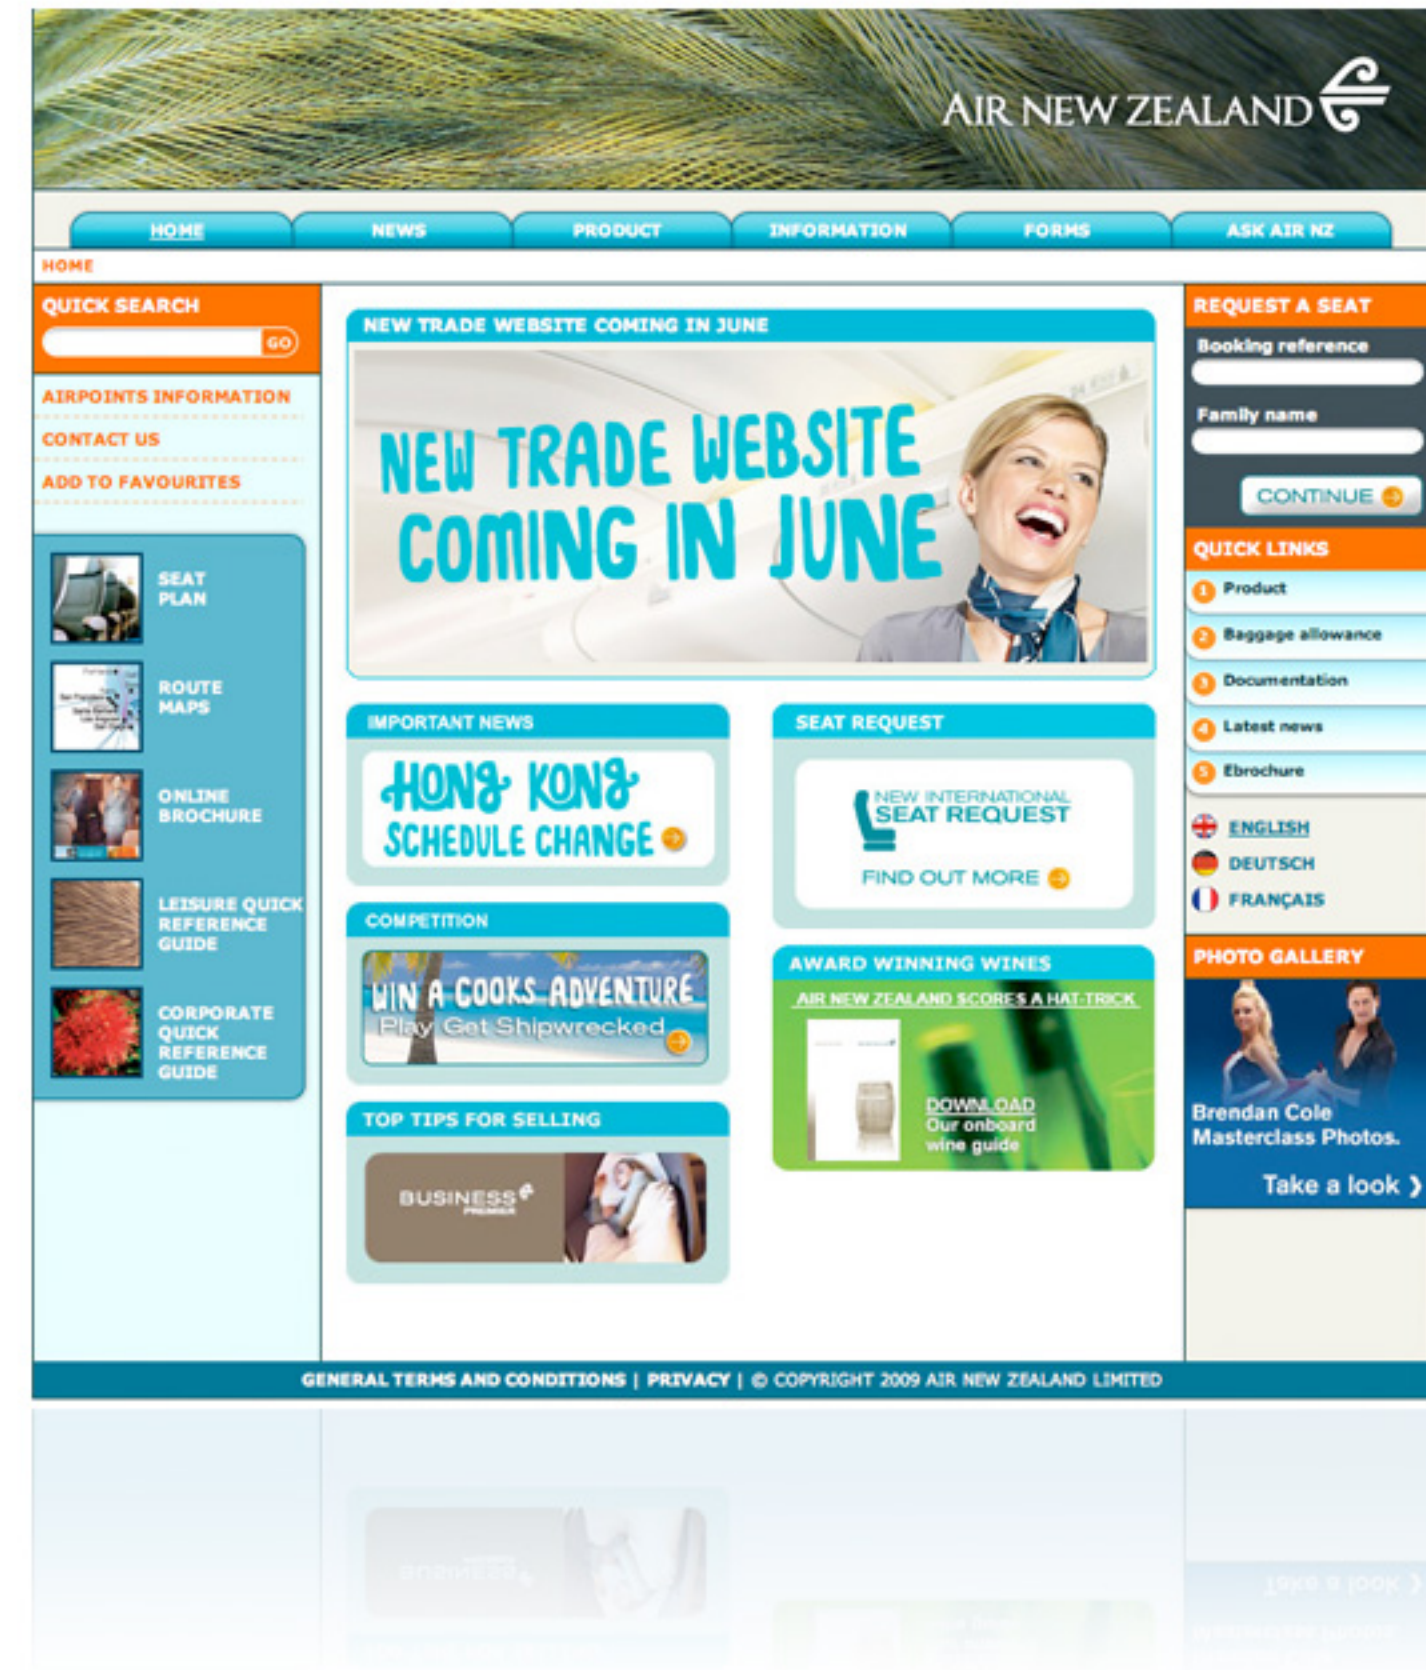 AIR NEW ZEALAND
HOME
NEWS
PRODUCT
INFORMATION
FORMS
ASK AIR NZ
HOME
QUICK SEARCH
GO
AIRPOINTS INFORMATION
CONTACT US
ADD TO FAVOURITES
SEAT
PLAN
ROUTE
MAPS
ONLINE
BROCHURE
LEISURE QUICK
REFERENCE
GUIDE
CORPORATE
QUICK
REFERENCE
GUIDE
NEW TRADE WEBSITE COMING IN JUNE
NEW TRADE WEBSITE
COMING IN JUNE
IMPORTANT NEWS
HONG KONG
SCHEDULE CHANGE
COMPETITION
WIN A COOKS ADVENTURE
Play Get Shipwrecked
TOP TIPS FOR SELLING
BUSINESS
PREMIER
SEAT REQUEST
NEW INTERNATIONAL
SEAT REQUEST
FIND OUT MORE
AWARD WINNING WINES
AIR NEW ZEALAND SCORES A HAT-TRICK
DOWNLOAD
Our onboard
wine guide
REQUEST A SEAT
Booking reference
Family name
CONTINUE
QUICK LINKS
1 Product
2 Baggage allowance
3 Documentation
4 Latest news
5 Ebrochure
ENGLISH
DEUTSCH
FRANÇAIS
PHOTO GALLERY
Brendan Cole
Masterclass Photos.
Take a look ❯
GENERAL TERMS AND CONDITIONS | PRIVACY | © COPYRIGHT 2009 AIR NEW ZEALAND LIMITED